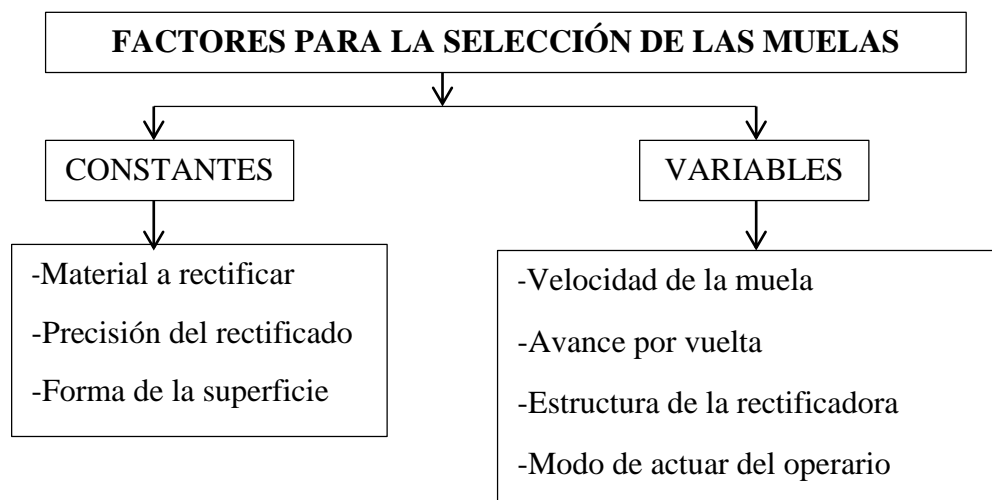 FACTORES PARA LA SELECCIÓN DE LAS MUELAS
CONSTANTES
-Material a rectificar
-Precisión del rectificado
-Forma de la superficie
VARIABLES
-Velocidad de la muela
-Avance por vuelta
-Estructura de la rectificadora
-Modo de actuar del operario